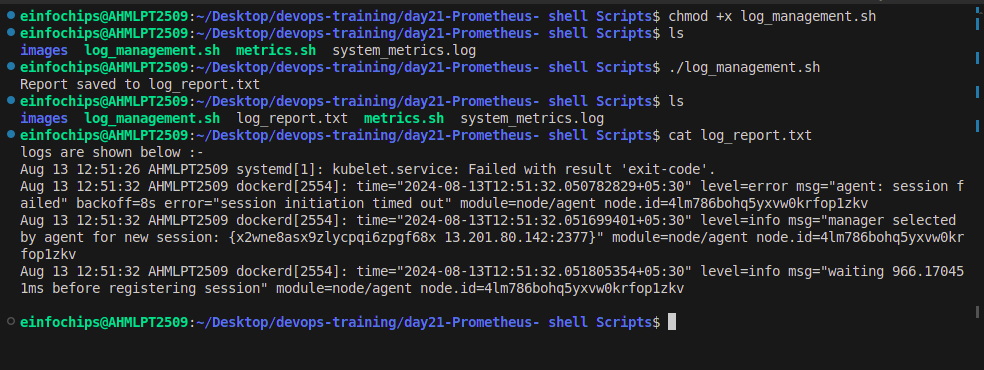 einfochips@AHMLPT2509:~/Desktop/devops-training/day21-Prometheus- shell Scripts$ chmod +x log_management.sh
einfochips@AHMLPT2509:~/Desktop/devops-training/day21-Prometheus- shell Scripts$ ls
images  log_management.sh  metrics.sh  system_metrics.log
einfochips@AHMLPT2509:~/Desktop/devops-training/day21-Prometheus- shell Scripts$ ./log_management.sh
Report saved to log_report.txt
einfochips@AHMLPT2509:~/Desktop/devops-training/day21-Prometheus- shell Scripts$ ls
images  log_management.sh  log_report.txt  metrics.sh  system_metrics.log
einfochips@AHMLPT2509:~/Desktop/devops-training/day21-Prometheus- shell Scripts$ cat log_report.txt
logs are shown below :-
Aug 13 12:51:26 AHMLPT2509 systemd[1]: kubelet.service: Failed with result 'exit-code'.
Aug 13 12:51:32 AHMLPT2509 dockerd[2554]: time="2024-08-13T12:51:32.050782829+05:30" level=error msg="agent: session f
ailed" backoff=8s error="session initiation timed out" module=node/agent node.id=4lm786bohq5yxvw0krfop1zkv
Aug 13 12:51:32 AHMLPT2509 dockerd[2554]: time="2024-08-13T12:51:32.051699401+05:30" level=info msg="manager selected
by agent for new session: {x2wne8asx9zlycpqi6zpgf68x 13.201.80.142:2377}" module=node/agent node.id=4lm786bohq5yxvw0kr
fop1zkv
Aug 13 12:51:32 AHMLPT2509 dockerd[2554]: time="2024-08-13T12:51:32.051805354+05:30" level=info msg="waiting 966.17045
1ms before registering session" module=node/agent node.id=4lm786bohq5yxvw0krfop1zkv
einfochips@AHMLPT2509:~/Desktop/devops-training/day21-Prometheus- shell Scripts$